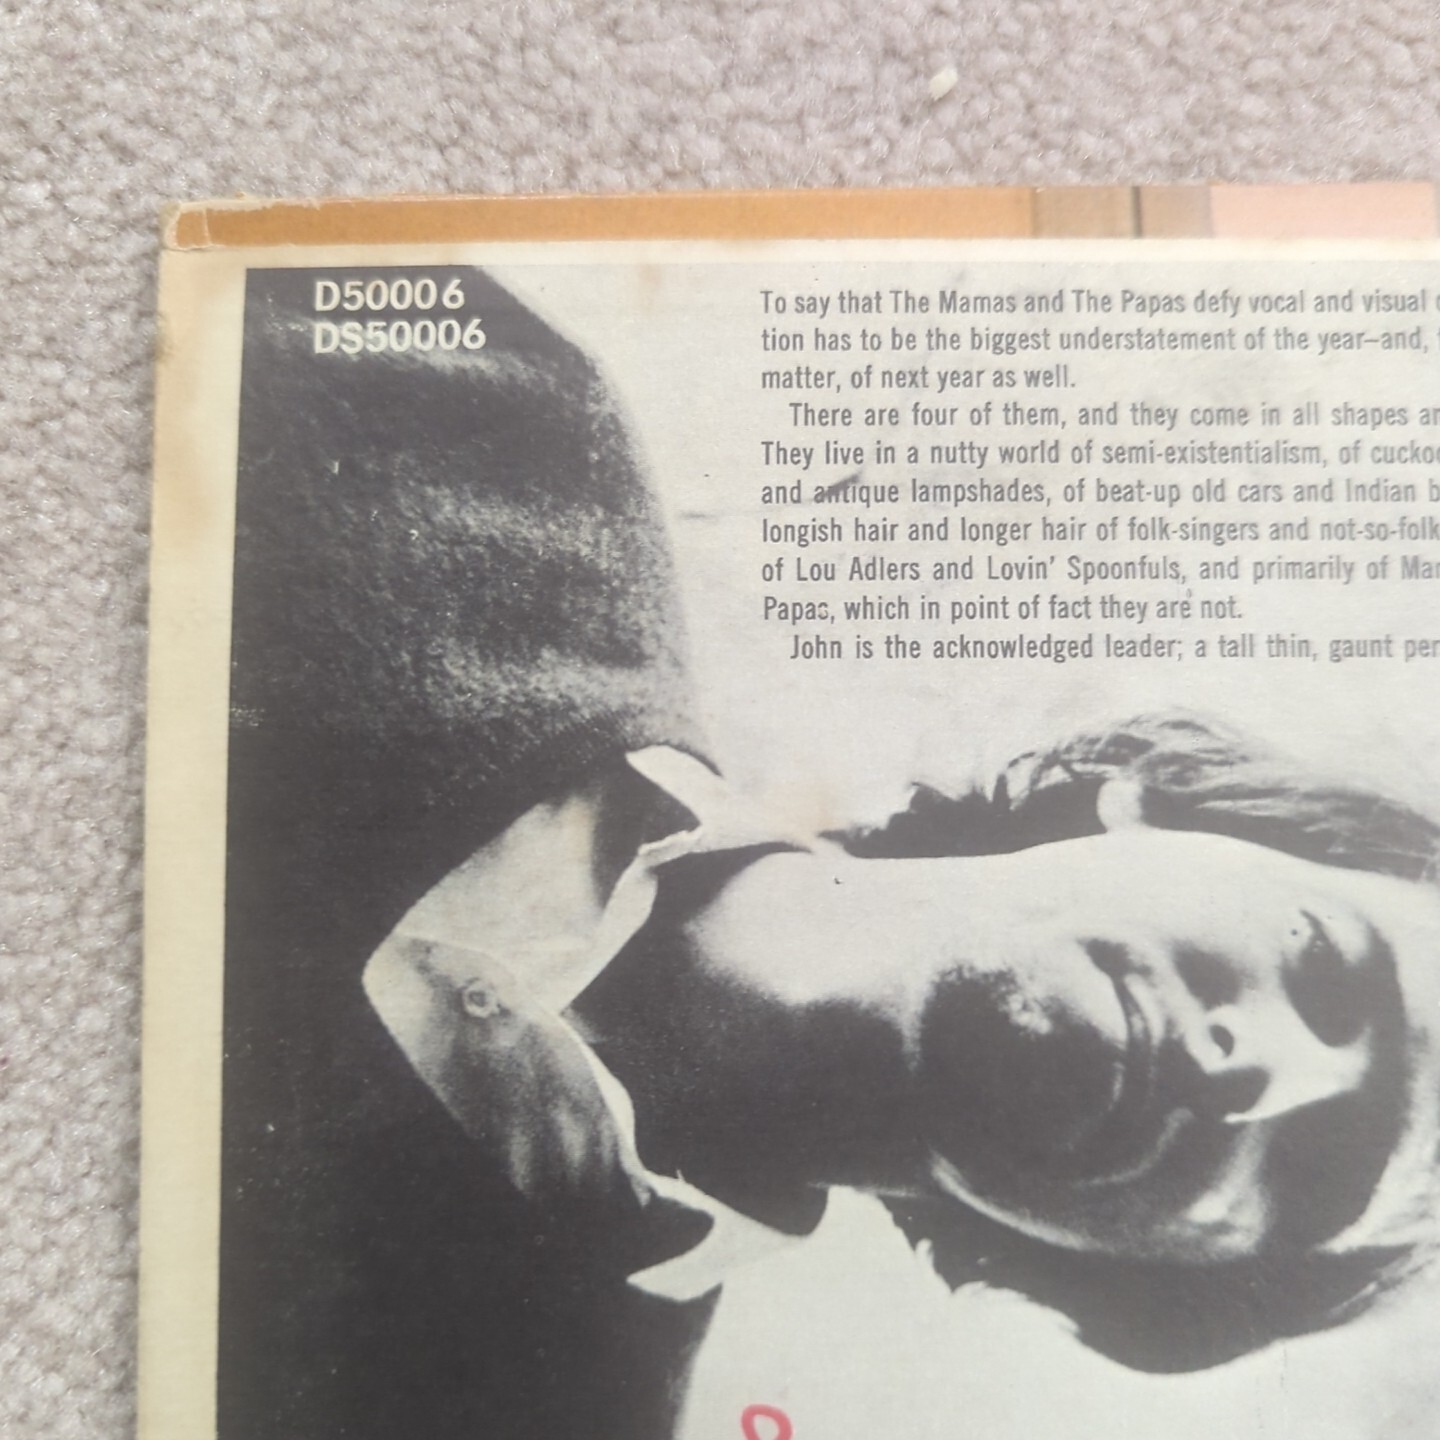 D50006
DS50006
To say that The Mamas and The Papas defy vocal and visual
tion has to be the biggest understatement of the year–and,
matter, of next year as well.
There are four of them, and they come in all shapes
They live in a nutty world of semi-existentialism, of
and antique lampshades, of beat-up old cars and Indian
longish hair and longer hair of folk-singers and not-so-folk
of Lou Adlers and Lovin' Spoonfuls, and primarily of
Papas, which in point of fact they are not.
John is the acknowledged leader; a tall thin, gaunt